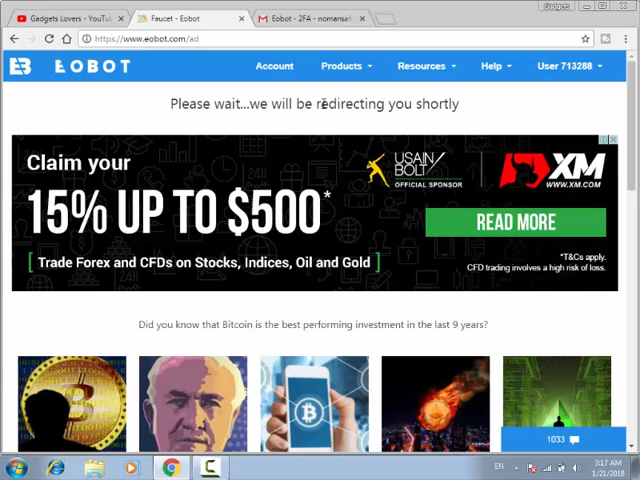 Gadgets
Gadgets Lovers - YouTu
Faucet - Eobot
Eobot - 2FA - nomansaf
https://www.eobot.com/ad
EB EOBOT
Account
Products
Resources
Help
User 713288
Please wait...we will be redirecting you shortly
Claim your
15% UP TO $500*
[ Trade Forex and CFDs on Stocks, Indices, Oil and Gold ]
USAIN
BOLT
OFFICIAL SPONSOR
XM
WWW.XM.COM
READ MORE
*T&Cs apply.
CFD trading involves a high risk of loss.
Did you know that Bitcoin is the best performing investment in the last 9 years?
1033
EN
3:17 AM
1/21/2018